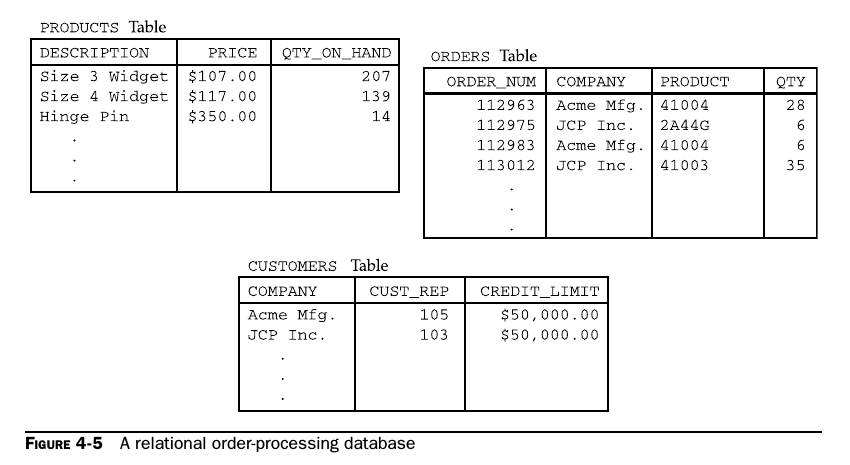 PRODUCTS Table
DESCRIPTION PRICE QTY_ON_HAND
Size 3 Widget $107.00 207
Size 4 Widget $117.00 139
Hinge Pin $350.00 14
.
.
.
ORDERS Table
ORDER_NUM COMPANY PRODUCT QTY
112963 Acme Mfg. 41004 28
112975 JCP Inc. 2A44G 6
112983 Acme Mfg. 41004 6
113012 JCP Inc. 41003 35
.
.
.
CUSTOMERS Table
COMPANY CUST_REP CREDIT_LIMIT
Acme Mfg. 105 $50,000.00
JCP Inc. 103 $50,000.00
.
.
.
FIGURE 4-5 A relational order-processing database